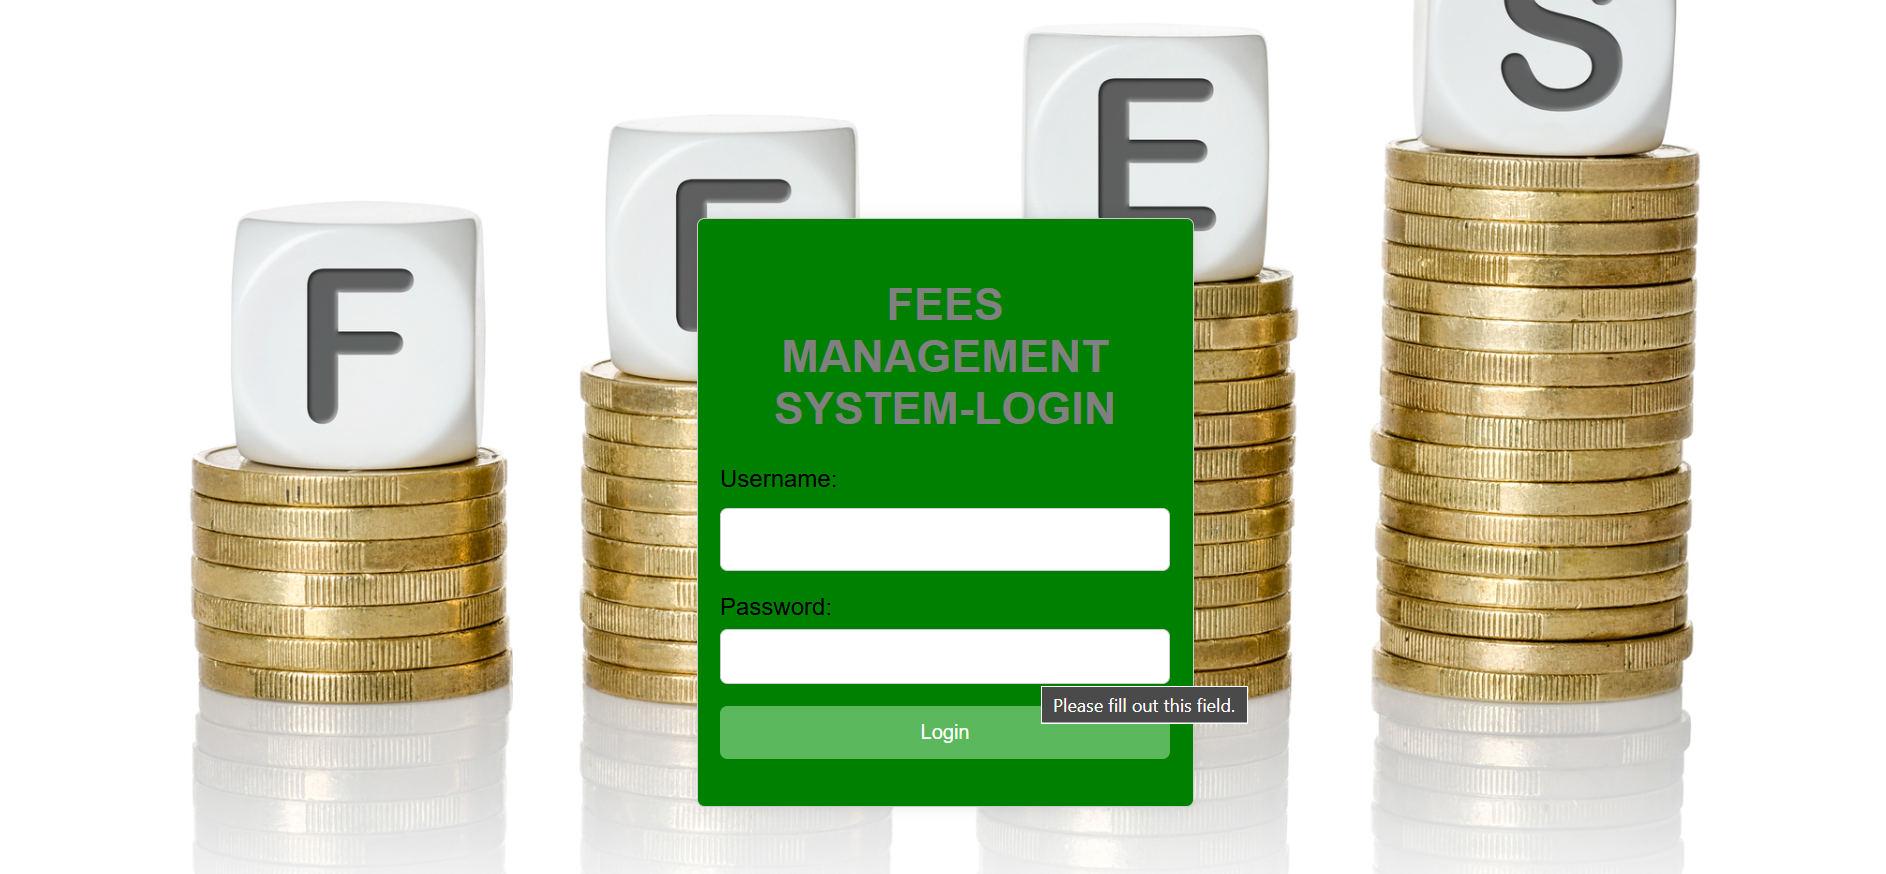 F E E S
FEES
MANAGEMENT
SYSTEM-LOGIN
Username:
Password:
Please fill out this field.
Login